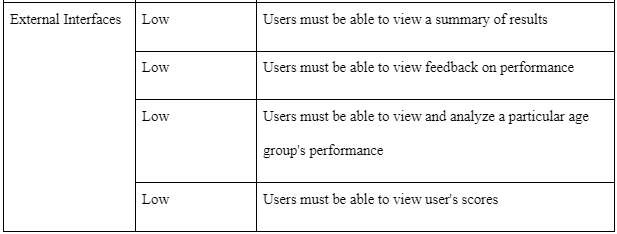 External Interfaces
Low
Users must be able to view a summary of results
Low
Users must be able to view feedback on performance
Low
Users must be able to view and analyze a particular age
group's performance
Low
Users must be able to view user's scores